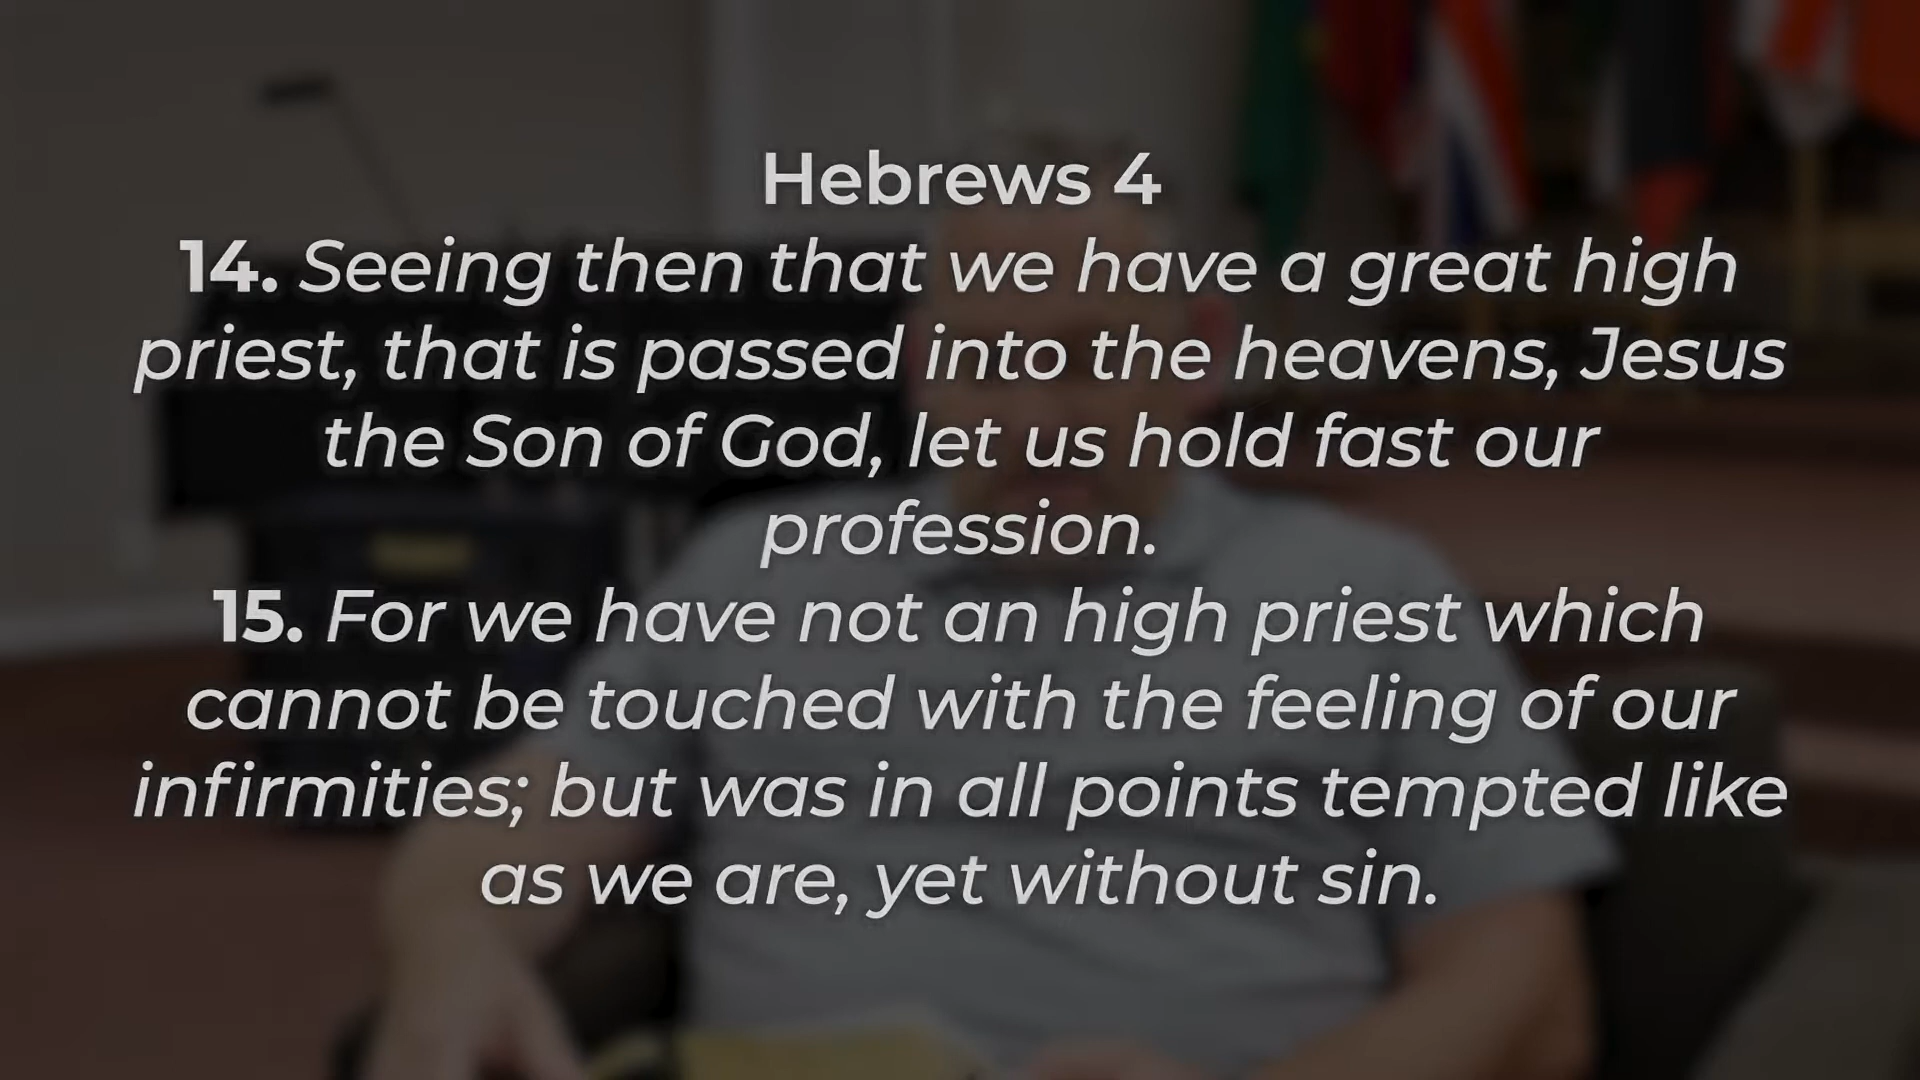 Hebrews 4
14. Seeing then that we have a great high
priest, that is passed into the heavens, Jesus
the Son of God, let us hold fast our
profession.
15. For we have not an high priest which
cannot be touched with the feeling of our
infirmities; but was in all points tempted like
as we are, yet without sin.